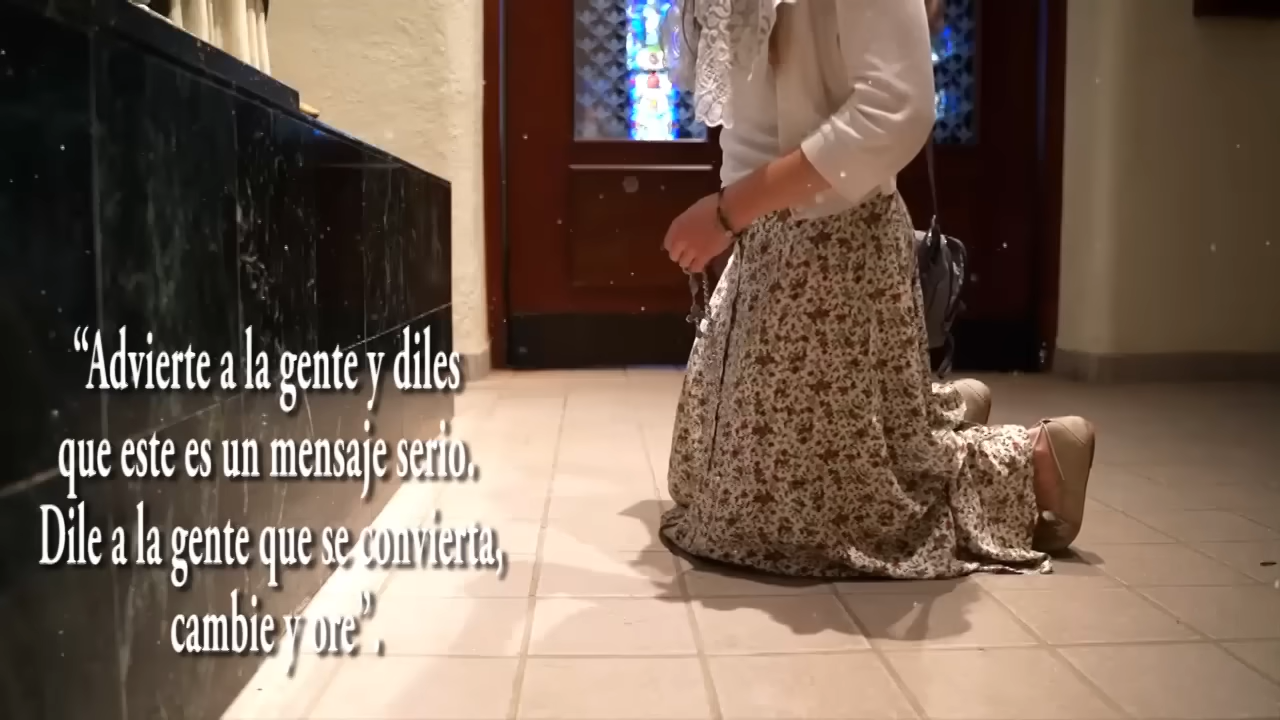 “Advierte a la gente y diles
que este es un mensaje serio.
Dile a la gente que se convierta,
cambie y ore”.